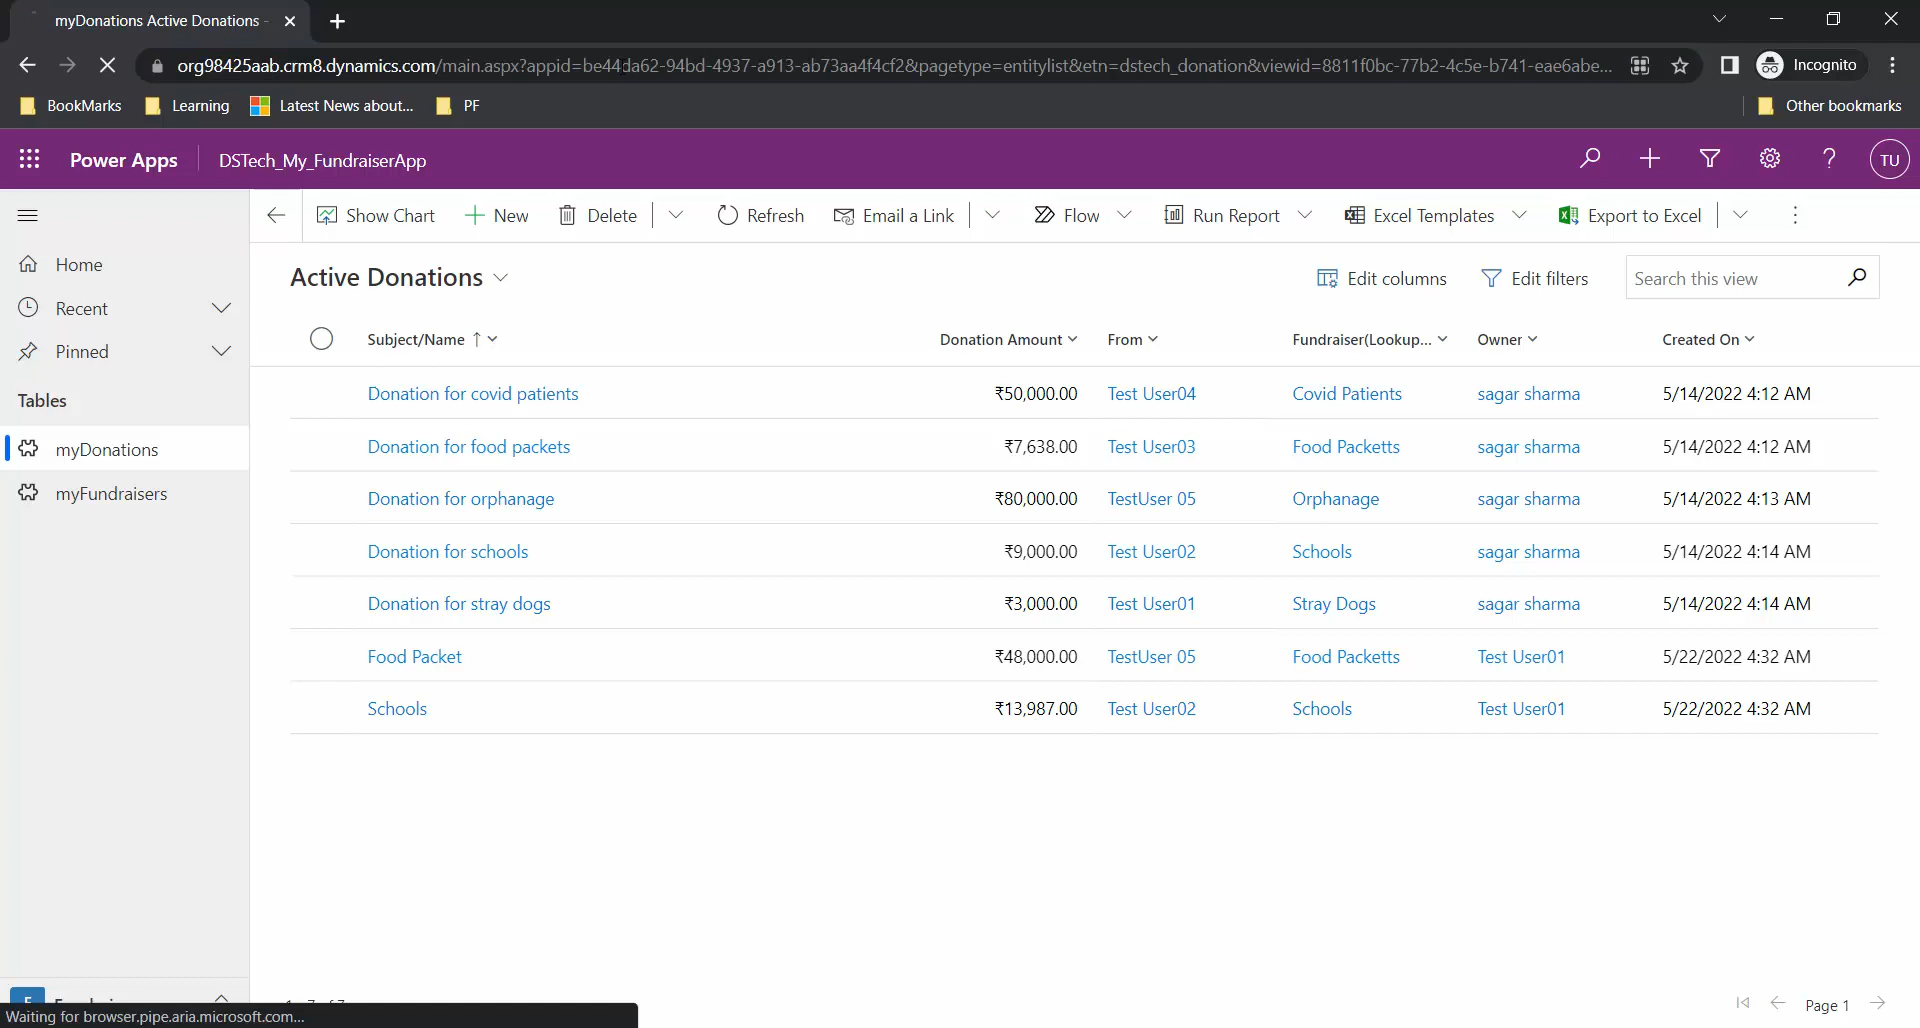 myDonations Active Donations -
org98425aab.crm8.dynamics.com/main.aspx?appid=be44da62-94bd-4937-a913-ab73aa4f4cf2&pagetype=entitylist&etn=dstech_donation&viewid=8811f0bc-77b2-4c5e-b741-eae6abe...
Incognito
BookMarks Learning Latest News about... PF Other bookmarks
Power Apps DSTech_My_FundraiserApp TU
Show Chart New Delete Refresh Email a Link Flow Run Report Excel Templates Export to Excel
Home
Recent
Pinned
Tables
myDonations
myFundraisers
Active Donations Edit columns Edit filters Search this view
Subject/Name Donation Amount From Fundraiser(Lookup... Owner Created On
Donation for covid patients ₹50,000.00 Test User04 Covid Patients sagar sharma 5/14/2022 4:12 AM
Donation for food packets ₹7,638.00 Test User03 Food Packetts sagar sharma 5/14/2022 4:12 AM
Donation for orphanage ₹80,000.00 TestUser 05 Orphanage sagar sharma 5/14/2022 4:13 AM
Donation for schools ₹9,000.00 Test User02 Schools sagar sharma 5/14/2022 4:14 AM
Donation for stray dogs ₹3,000.00 Test User01 Stray Dogs sagar sharma 5/14/2022 4:14 AM
Food Packet ₹48,000.00 TestUser 05 Food Packetts Test User01 5/22/2022 4:32 AM
Schools ₹13,987.00 Test User02 Schools Test User01 5/22/2022 4:32 AM
Page 1
Waiting for browser.pipe.aria.microsoft.com...